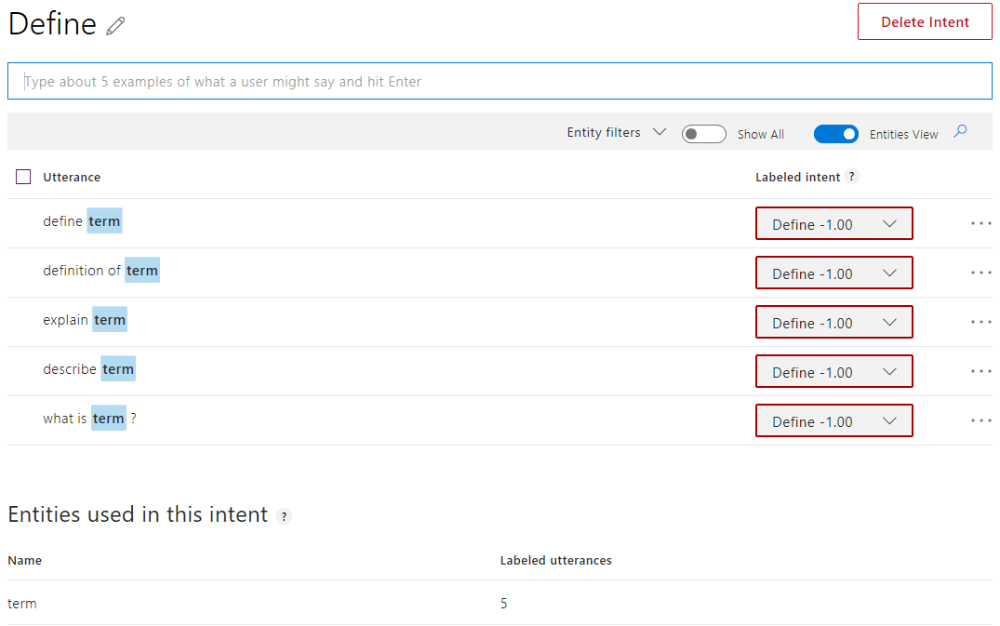 Define
Delete Intent
Type about 5 examples of what a user might say and hit Enter
Entity filters Show All Entities View
Utterance Labeled intent ?
define term Define -1.00 ...
definition of term Define -1.00 ...
explain term Define -1.00 ...
describe term Define -1.00 ...
what is term ? Define -1.00 ...
Entities used in this intent ?
Name Labeled utterances
term 5